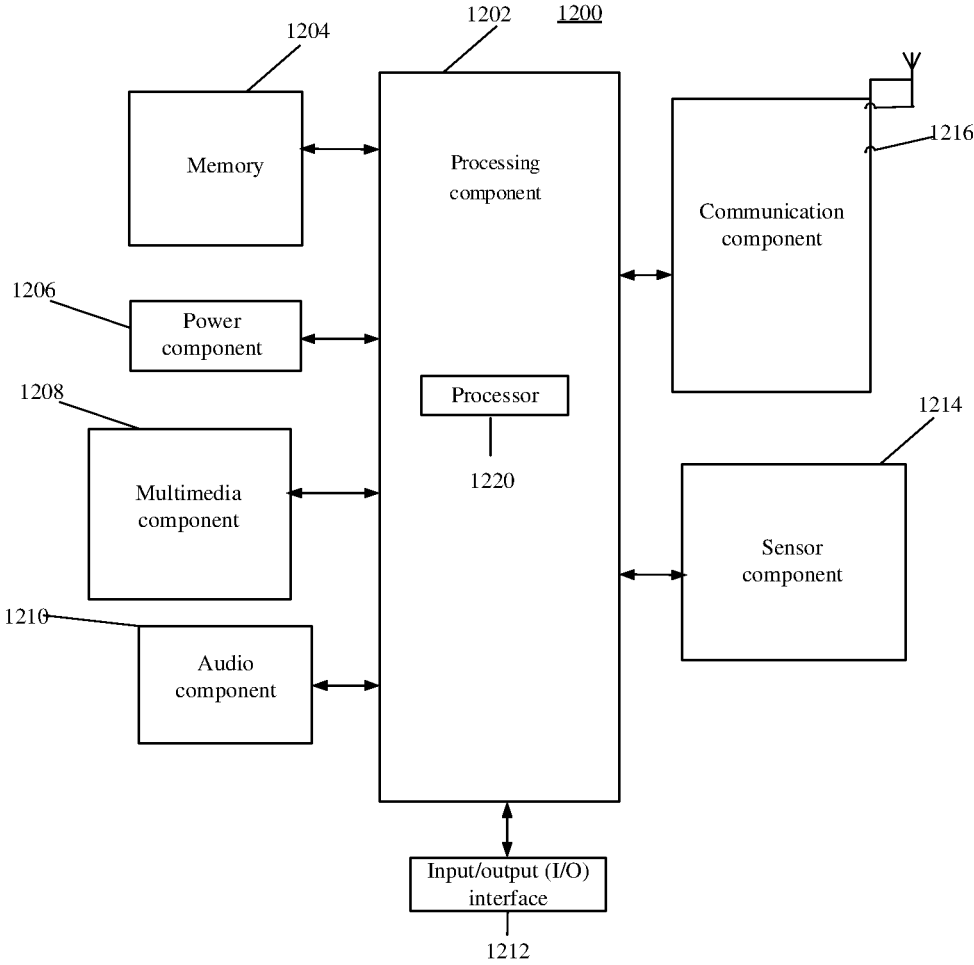 1202
1200
1204
Memory
Processing
component
1216
Communication
component
1206
Power
component
1208
Processor
1220
1214
Multimedia
component
Sensor
component
1210
Audio
component
Input/output (I/O)
interface
1212